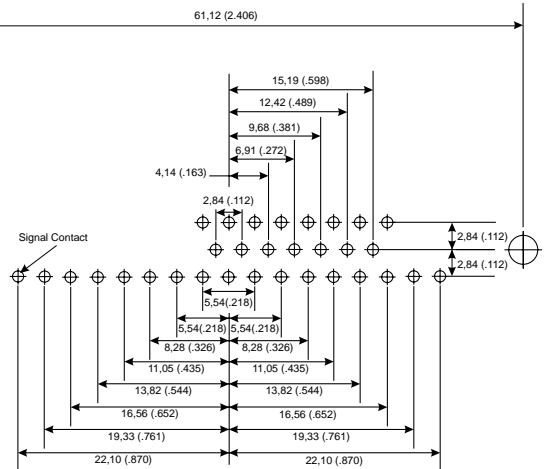 61,12 (2.406)
15,19 (.598)
12,42 (.489)
9,68 (.381)
6,91 (.272)
4,14 (.163)
2,84 (.112)
Signal Contact
2,84 (.112)
2,84 (.112)
5,54 (.218)
5,54(.218) 5,54(.218)
8,28 (.326) 8,28 (.326)
11,05 (.435) 11,05 (.435)
13,82 (.544) 13,82 (.544)
16,56 (.652) 16,56 (.652)
19,33 (.761) 19,33 (.761)
22,10 (.870) 22,10 (.870)